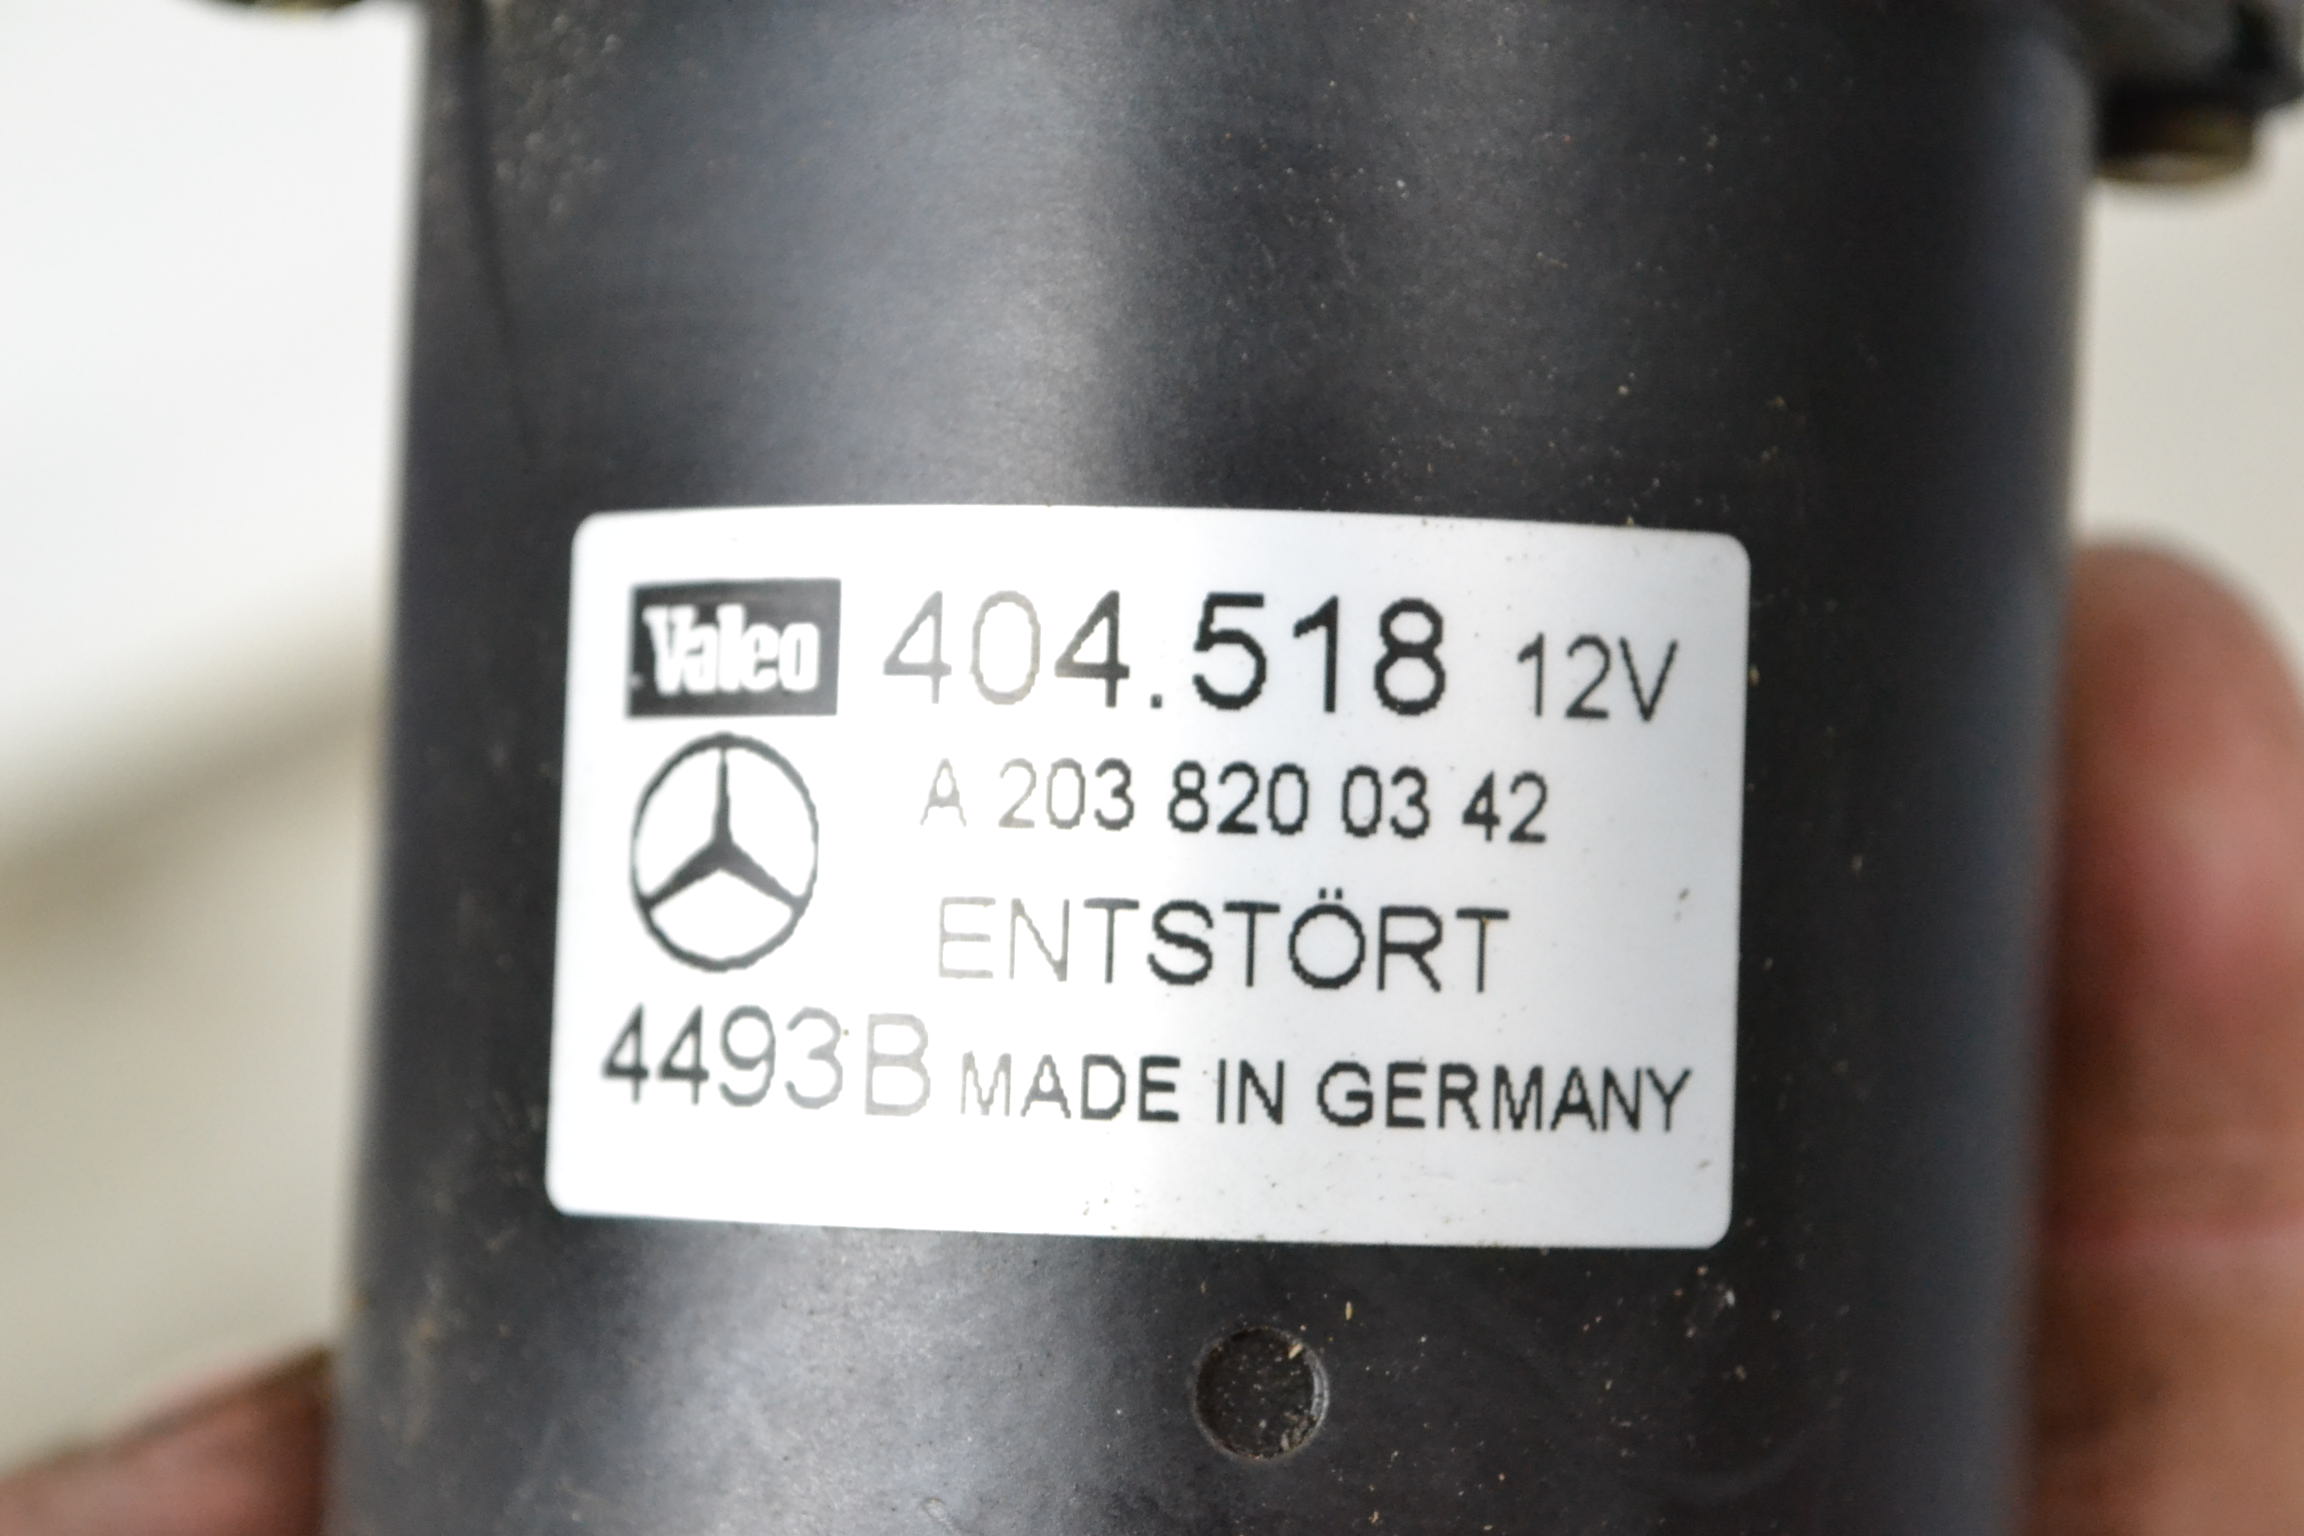 Valeo 404.518 12V
A 203 820 03 42
ENTSTÖRT
4493B MADE IN GERMANY